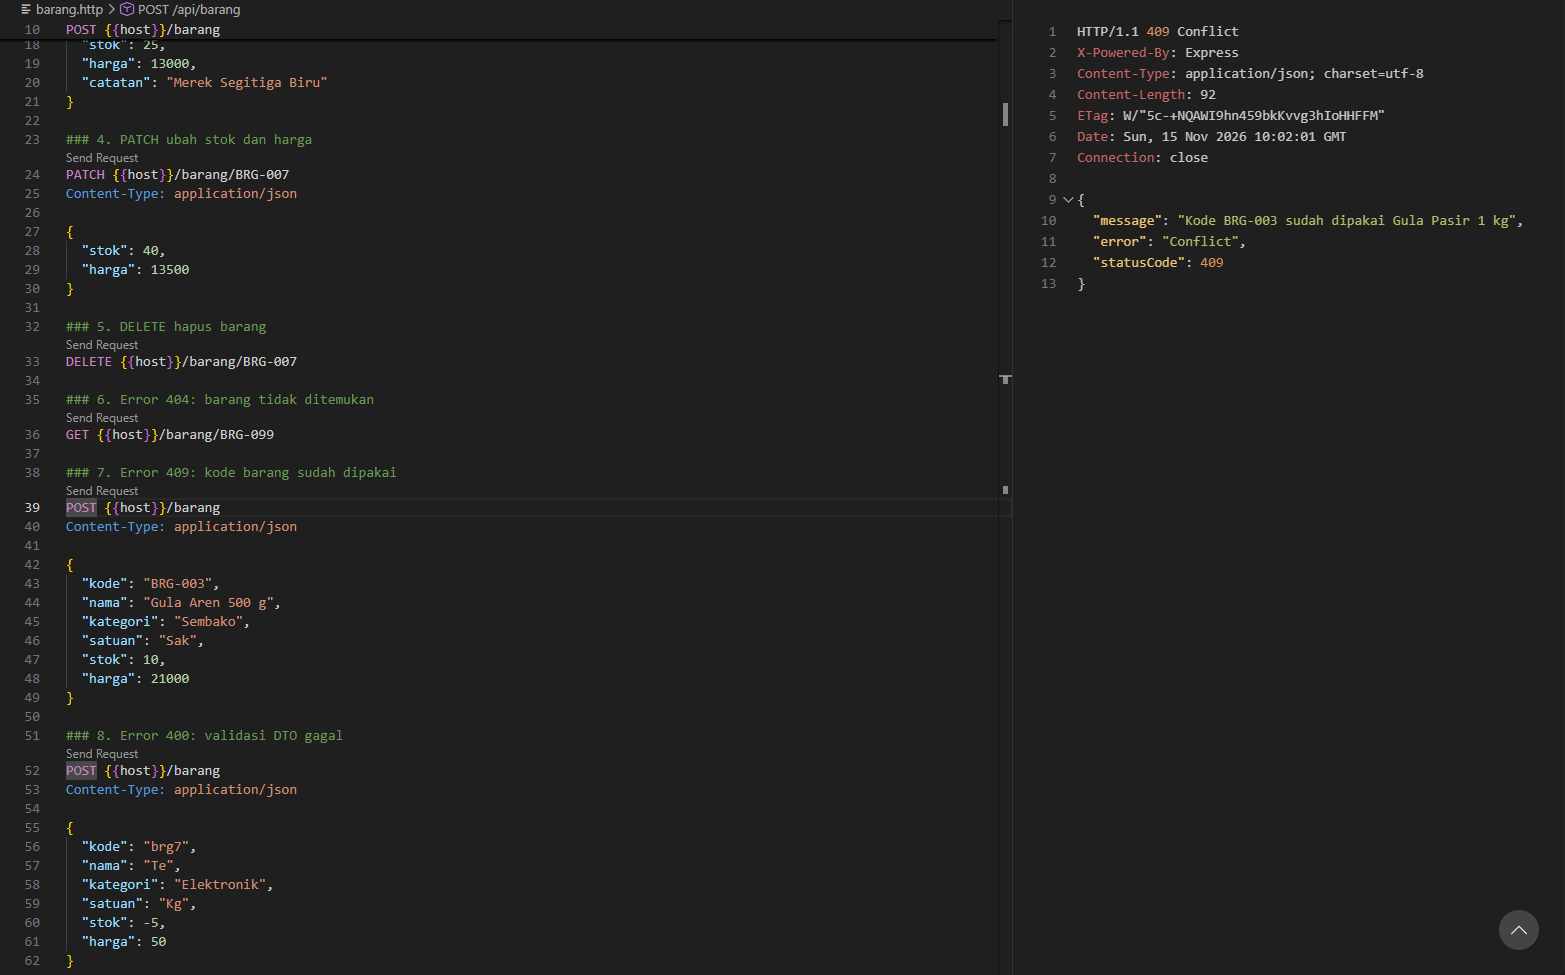 barang.http > POST /api/barang
10 POST {{host}}/barang
18 "stok": 25,
19 "harga": 13000,
20 "catatan": "Merek Segitiga Biru"
21 }
22
23 ### 4. PATCH ubah stok dan harga
Send Request
24 PATCH {{host}}/barang/BRG-007
25 Content-Type: application/json
26
27 {
28 "stok": 40,
29 "harga": 13500
30 }
31
32 ### 5. DELETE hapus barang
Send Request
33 DELETE {{host}}/barang/BRG-007
34
35 ### 6. Error 404: barang tidak ditemukan
Send Request
36 GET {{host}}/barang/BRG-099
37
38 ### 7. Error 409: kode barang sudah dipakai
Send Request
39 POST {{host}}/barang
40 Content-Type: application/json
41
42 {
43 "kode": "BRG-003",
44 "nama": "Gula Aren 500 g",
45 "kategori": "Sembako",
46 "satuan": "Sak",
47 "stok": 10,
48 "harga": 21000
49 }
50
51 ### 8. Error 400: validasi DTO gagal
Send Request
52 POST {{host}}/barang
53 Content-Type: application/json
54
55 {
56 "kode": "brg7",
57 "nama": "Te",
58 "kategori": "Elektronik",
59 "satuan": "Kg",
60 "stok": -5,
61 "harga": 50
62 }
1 HTTP/1.1 409 Conflict
2 X-Powered-By: Express
3 Content-Type: application/json; charset=utf-8
4 Content-Length: 92
5 ETag: W/"5c-+NQAWI9hn459bkKvvg3hIoHHFFM"
6 Date: Sun, 15 Nov 2026 10:02:01 GMT
7 Connection: close
8
9 {
10 "message": "Kode BRG-003 sudah dipakai Gula Pasir 1 kg",
11 "error": "Conflict",
12 "statusCode": 409
13 }